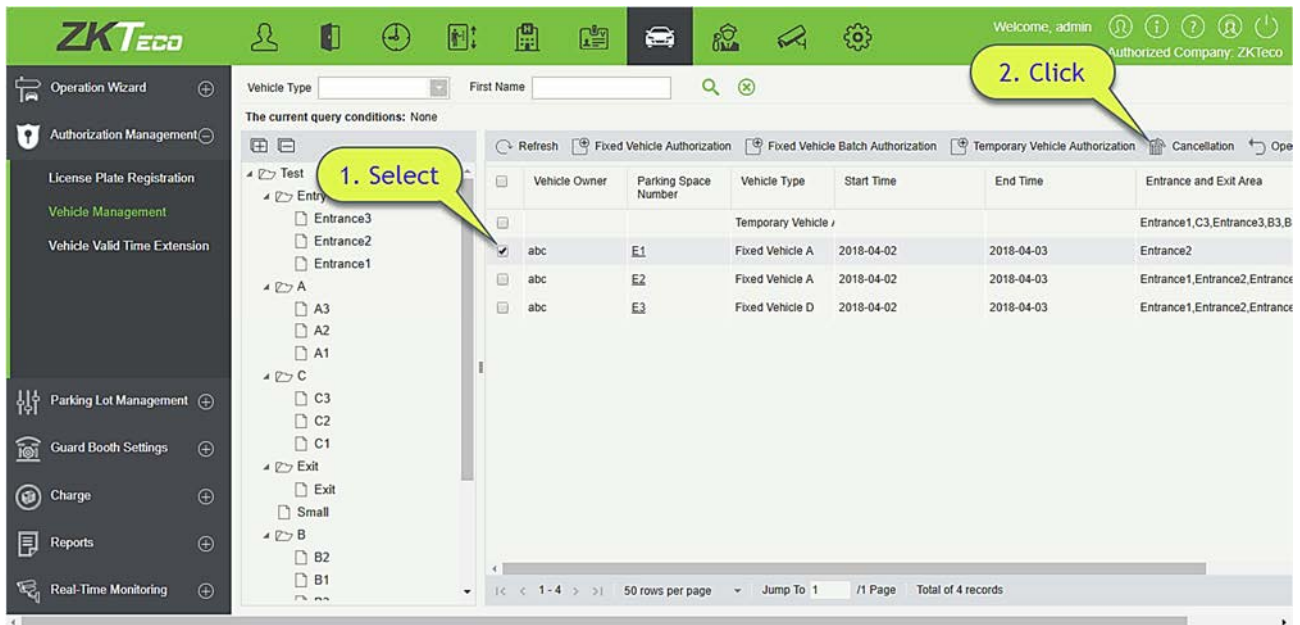 ZKTeco
Welcome, admin
Authorized Company: ZKTeco
2. Click
Operation Wizard
Authorization Management
License Plate Registration
Vehicle Management
Vehicle Valid Time Extension
Parking Lot Management
Guard Booth Settings
Charge
Reports
Real-Time Monitoring
Vehicle Type First Name
The current query conditions: None
1. Select
Test
Entry
Entrance3
Entrance2
Entrance1
A
A3
A2
A1
C
C3
C2
C1
Exit
Exit
Small
B
B2
B1
Refresh Fixed Vehicle Authorization Fixed Vehicle Batch Authorization Temporary Vehicle Authorization Cancellation Ope
Vehicle Owner Parking Space Number Vehicle Type Start Time End Time Entrance and Exit Area
Temporary Vehicle A Entrance1,C3,Entrance3,B3,B
abc E1 Fixed Vehicle A 2018-04-02 2018-04-03 Entrance2
abc E2 Fixed Vehicle A 2018-04-02 2018-04-03 Entrance1,Entrance2,Entrance
abc E3 Fixed Vehicle D 2018-04-02 2018-04-03 Entrance1,Entrance2,Entrance
1-4 50 rows per page Jump To 1 /1 Page Total of 4 records